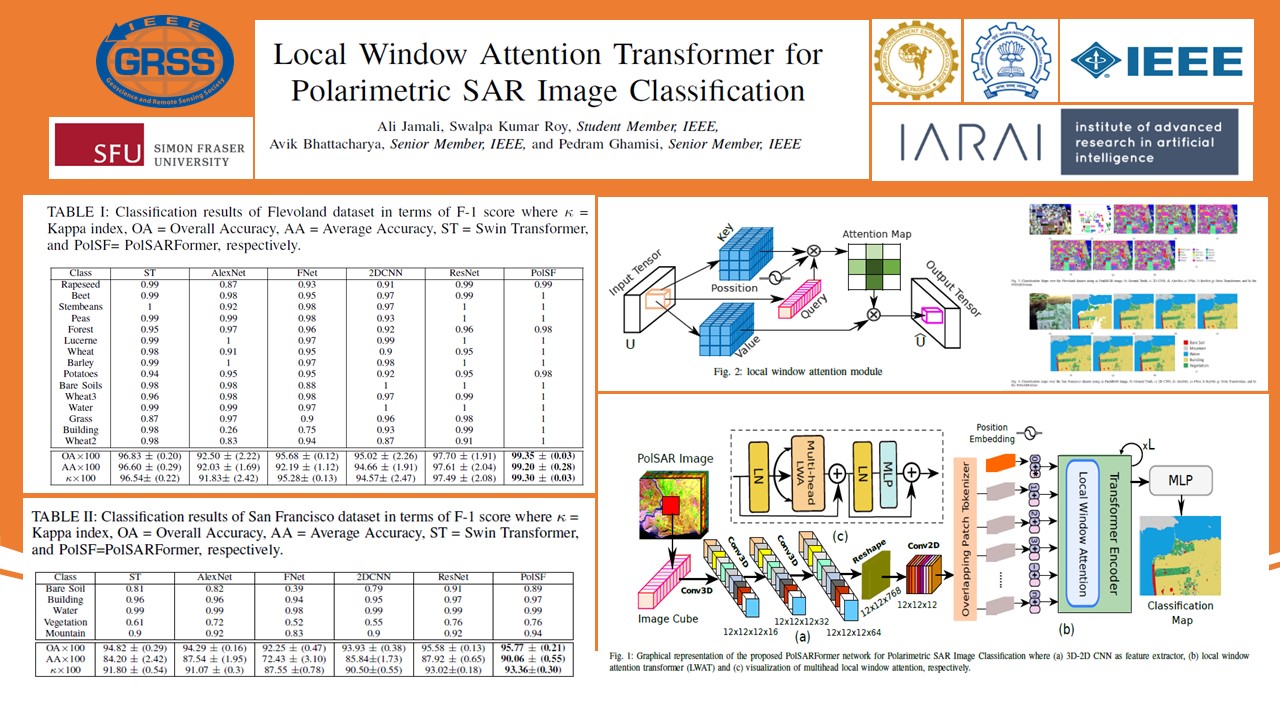 IEEE
GRSS
Geoscience and Remote Sensing Society
SFU
SIMON FRASER
UNIVERSITY
Local Window Attention Transformer for
Polarimetric SAR Image Classification
Ali Jamali, Swalpa Kumar Roy, Student Member, IEEE,
Avik Bhattacharya, Senior Member, IEEE, and Pedram Ghamisi, Senior Member, IEEE
IEEE
IARAI
institute of advanced
research in artificial
intelligence
TABLE I: Classification results of Flevoland dataset in terms of F-1 score where κ =
Kappa index, OA = Overall Accuracy, AA = Average Accuracy, ST = Swin Transformer,
and PolSF= PolSARFormer, respectively.
Class ST AlexNet FNet 2DCNN ResNet PolSF
Rapeseed 0.99 0.87 0.93 0.91 0.99 0.99
Beet 0.99 0.98 0.95 0.97 0.99 1
Stembeans 1 0.92 0.98 0.97 1 1
Peas 0.99 0.99 0.98 0.93 1 1
Forest 0.95 0.97 0.96 0.92 0.96 0.98
Lucerne 0.99 1 0.97 0.99 1 1
Wheat 0.98 0.91 0.95 0.9 0.95 1
Barley 0.99 1 0.97 0.98 1 1
Potatoes 0.94 0.95 0.95 0.92 0.95 0.98
Bare Soils 0.98 0.98 0.88 1 1 1
Wheat3 0.96 0.98 0.98 0.97 0.99 1
Water 0.99 0.99 0.97 1 1 1
Grass 0.87 0.97 0.9 0.96 0.98 1
Building 0.98 0.26 0.75 0.93 0.99 1
Wheat2 0.98 0.83 0.94 0.87 0.91 1
OA×100 96.83 ± (0.20) 92.50 ± (2.22) 95.68 ± (0.12) 95.02 ± (2.26) 97.70 ± (1.91) 99.35 ± (0.03)
AA×100 96.60 ± (0.29) 92.03 ± (1.69) 92.19 ± (1.12) 94.66 ± (1.91) 97.61 ± (2.04) 99.20 ± (0.28)
κ×100 96.54± (0.22) 91.83± (2.42) 95.28± (0.13) 94.57± (2.47) 97.49 ± (2.08) 99.30 ± (0.03)
TABLE II: Classification results of San Francisco dataset in terms of F-1 score where κ =
Kappa index, OA = Overall Accuracy, AA = Average Accuracy, ST = Swin Transformer,
and PolSF=PolSARFormer, respectively.
Class ST AlexNet FNet 2DCNN ResNet PolSF
Bare Soil 0.81 0.82 0.39 0.79 0.91 0.89
Building 0.96 0.96 0.94 0.95 0.97 0.97
Water 0.99 0.99 0.98 0.99 0.99 0.99
Vegetation 0.61 0.72 0.52 0.55 0.76 0.76
Mountain 0.9 0.92 0.83 0.9 0.92 0.94
OA×100 94.82 ± (0.29) 94.29 ± (0.16) 92.25 ± (0.47) 93.93 ± (0.38) 95.58 ± (0.13) 95.77 ± (0.21)
AA×100 84.20 ± (2.42) 87.54 ± (1.95) 72.43 ± (3.10) 85.84±(1.73) 87.92 ± (0.65) 90.06 ± (0.55)
κ×100 91.80 ± (0.54) 91.07 ± (0.3) 87.55 ±(0.78) 90.50±(0.55) 93.02±(0.18) 93.36±(0.30)
Input Tensor
U
Key
Possition
Query
Value
Attention Map
Output Tensor
Û
Fig. 2: local window attention module
Bare Soil
Mountain
Water
Building
Vegetation
PolSAR Image
Image Cube
LN
Multi-head
LWA
LN
MLP
(c)
Conv3D
Conv3D
Conv3D
Reshape
Conv2D
12x12x12x16
12x12x12x32
12x12x12x64
12x12x768
12x12x12
(a)
Overlapping Patch Tokenizer
Position
Embedding
Local Window Attention
Transformer Encoder
xL
(b)
MLP
Classification
Map
Fig. 1: Graphical representation of the proposed PolSARFormer network for Polarimetric SAR Image Classification where (a) 3D-2D CNN as feature extractor, (b) local window
attention transformer (LWAT) and (c) visualization of multihead local window attention, respectively.